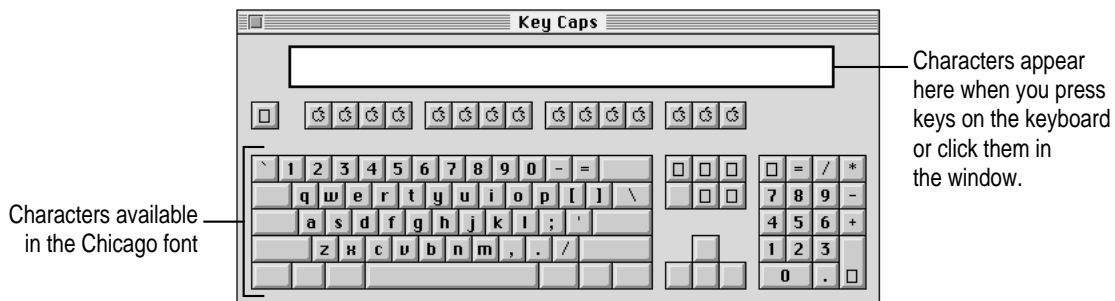 Key Caps
Characters appear
here when you press
keys on the keyboard
or click them in
the window.
` 1 2 3 4 5 6 7 8 9 0 - = = / *
q w e r t y u i o p [ ] \ 7 8 9 -
Characters available
in the Chicago font
a s d f g h j k l ; ' 4 5 6 +
z x c v b n m , . / 1 2 3
0 .